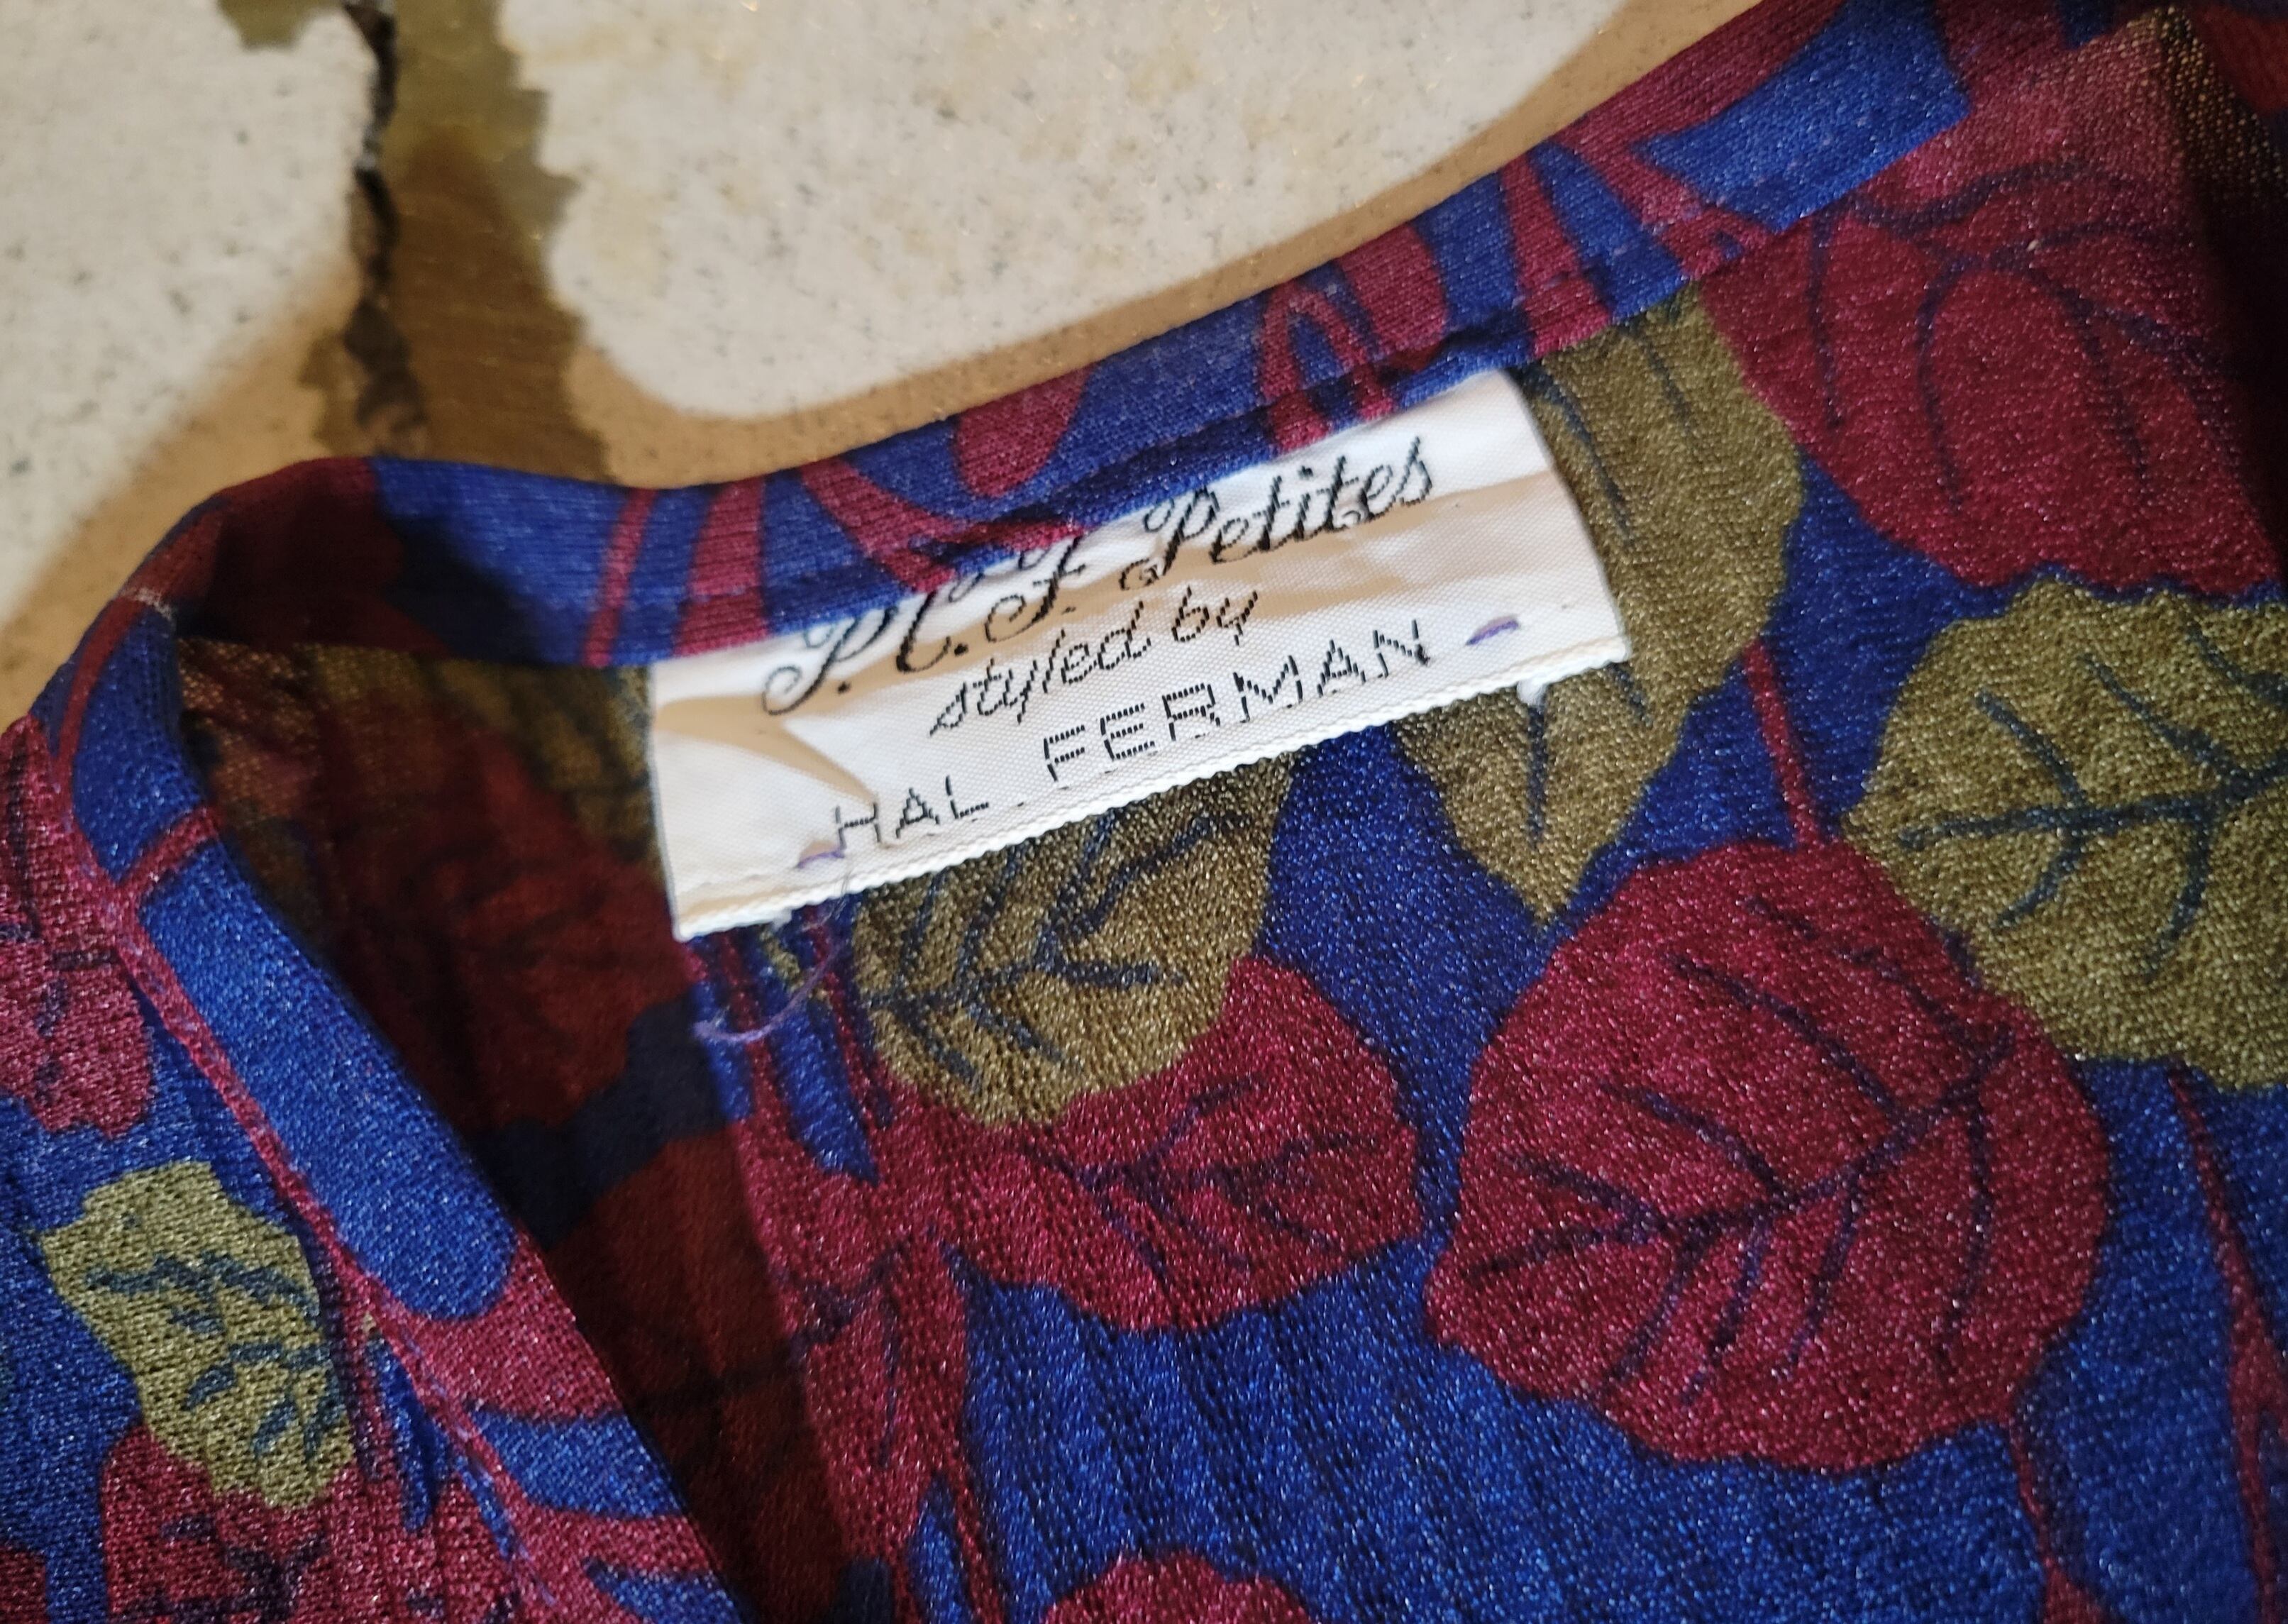 P.C.F. Petites
styled by
HAL FERMAN